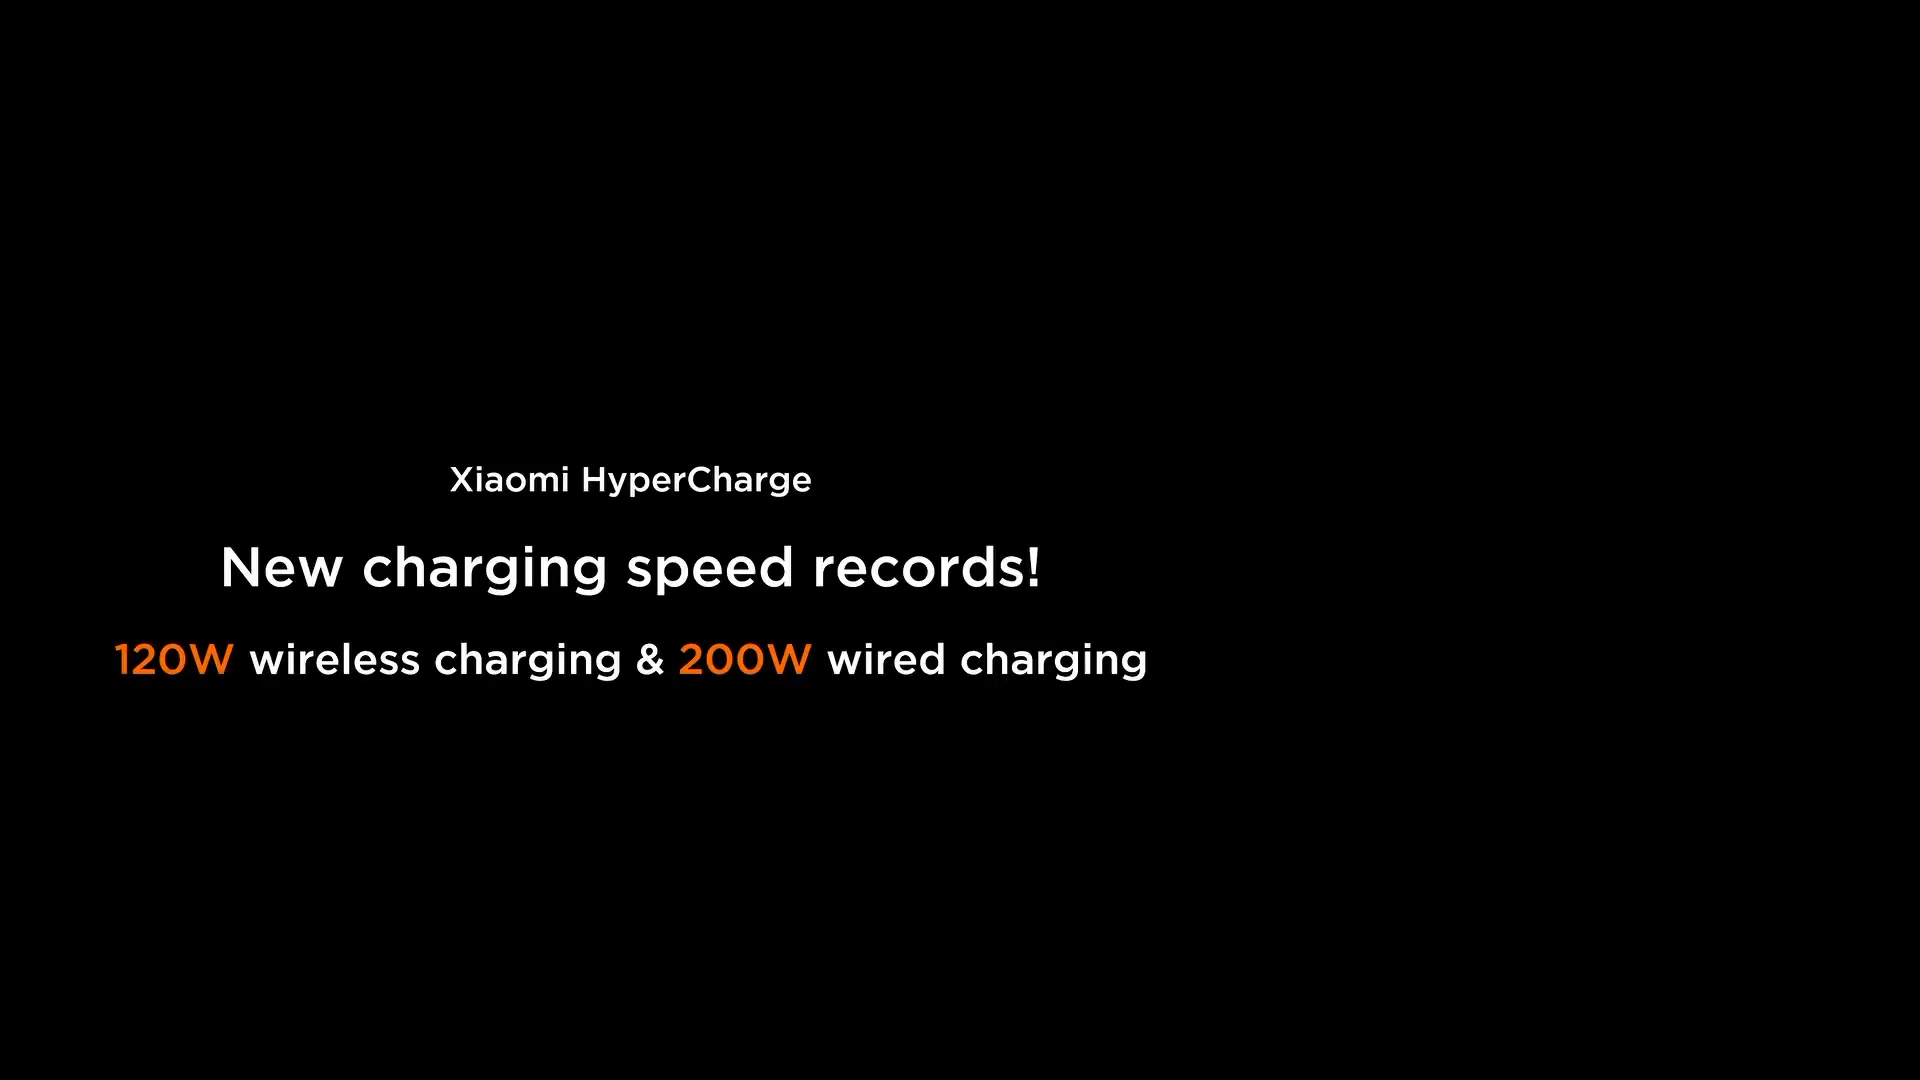 Xiaomi HyperCharge
New charging speed records!
120W wireless charging & 200W wired charging